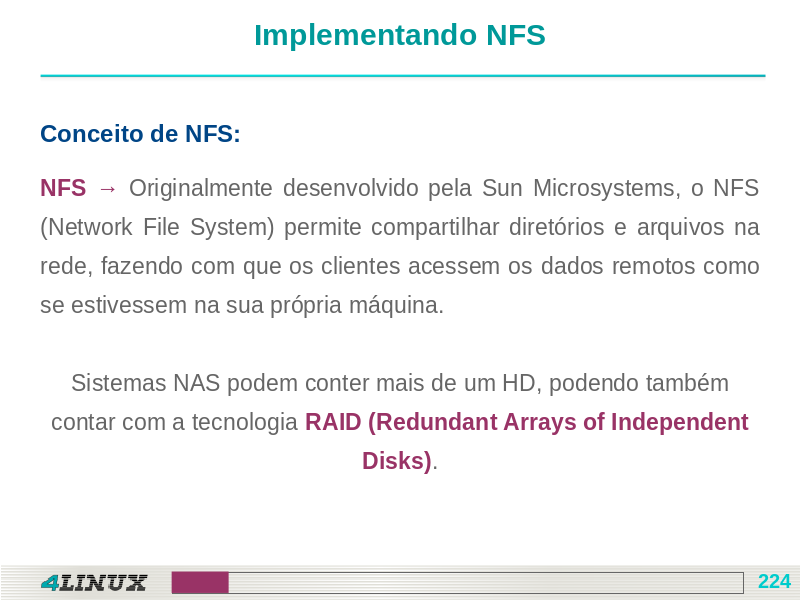 Implementando NFS
Conceito de NFS:
NFS → Originalmente desenvolvido pela Sun Microsystems, o NFS
(Network File System) permite compartilhar diretórios e arquivos na
rede, fazendo com que os clientes acessem os dados remotos como
se estivessem na sua própria máquina.
Sistemas NAS podem conter mais de um HD, podendo também
contar com a tecnologia RAID (Redundant Arrays of Independent
Disks).
4LINUX
224